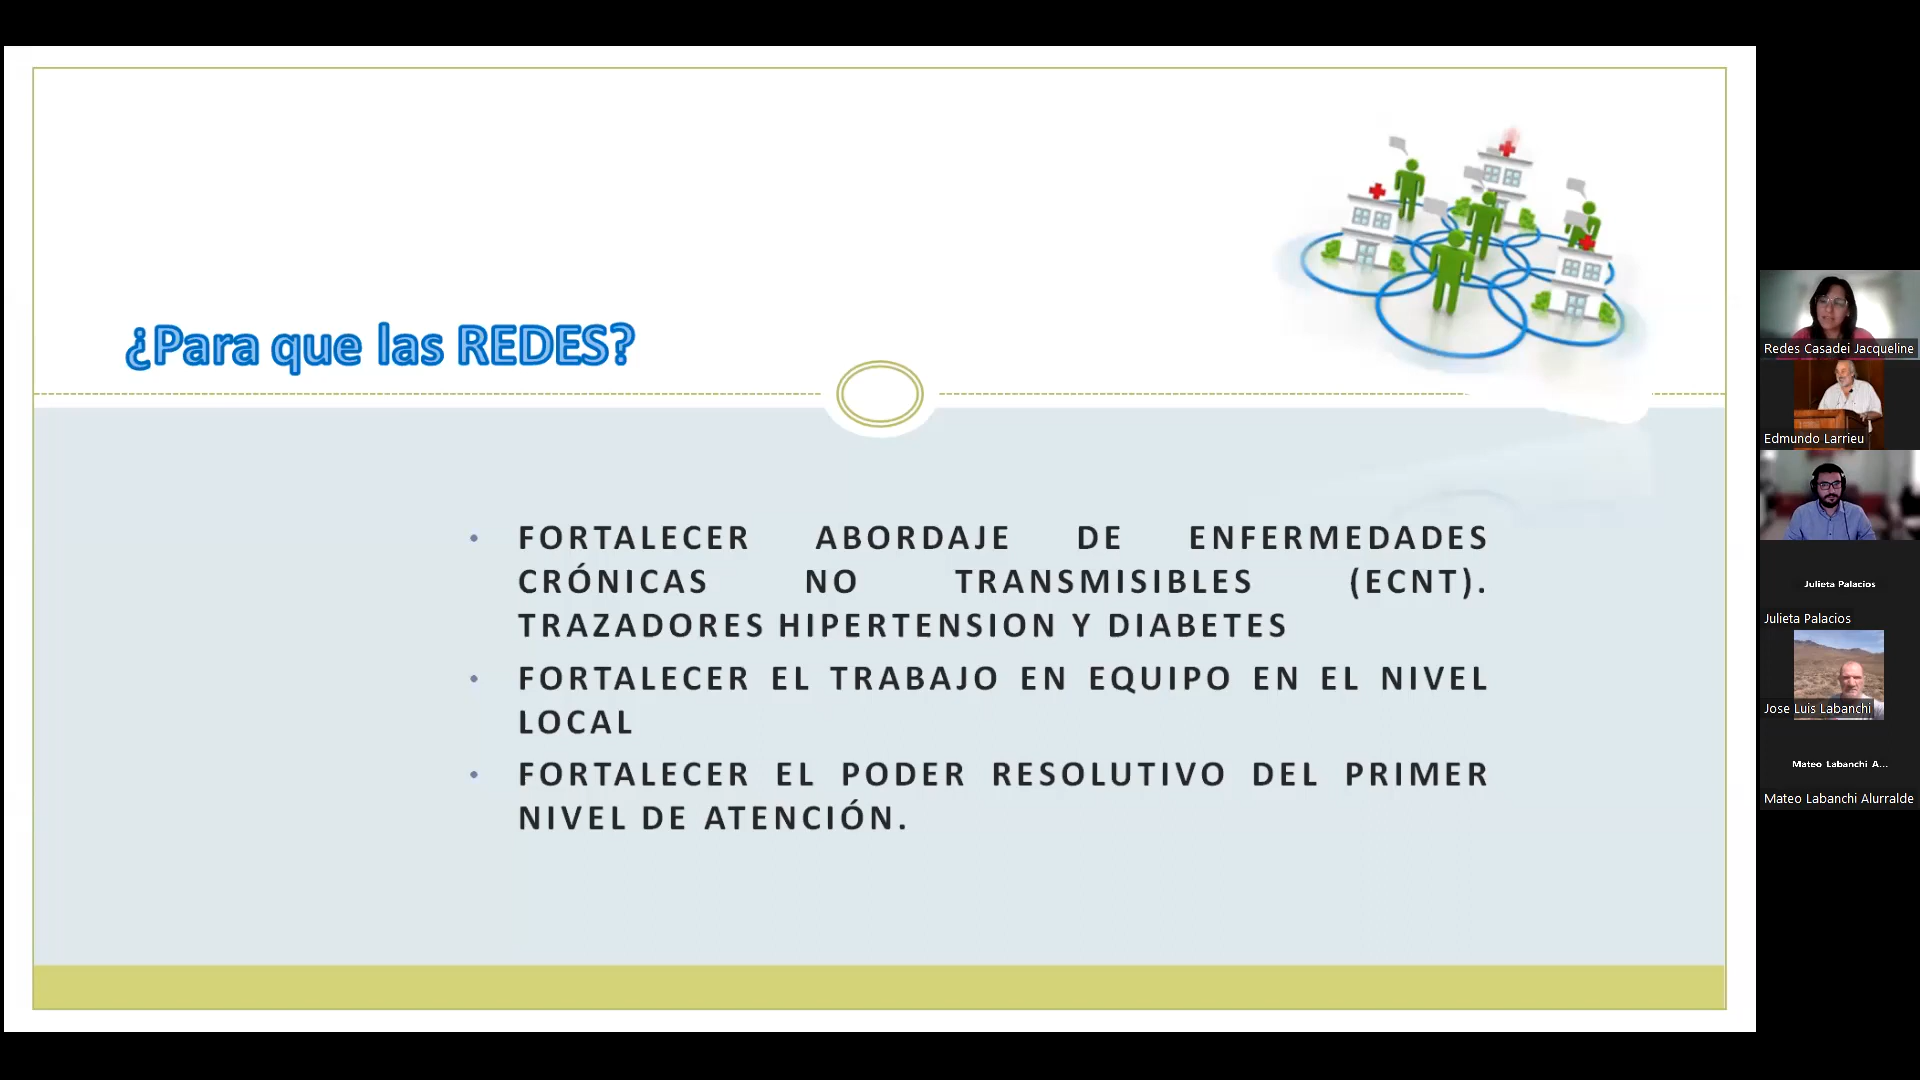 ¿Para que las REDES?
• FORTALECER ABORDAJE DE ENFERMEDADES
CRÓNICAS NO TRANSMISIBLES (ECNT).
TRAZADORES HIPERTENSION Y DIABETES
• FORTALECER EL TRABAJO EN EQUIPO EN EL NIVEL
LOCAL
• FORTALECER EL PODER RESOLUTIVO DEL PRIMER
NIVEL DE ATENCIÓN.
Redes Casadei Jacqueline
Edmundo Larrieu
Julieta Palacios
Julieta Palacios
Jose Luis Labanchi
Mateo Labanchi A...
Mateo Labanchi Alurralde